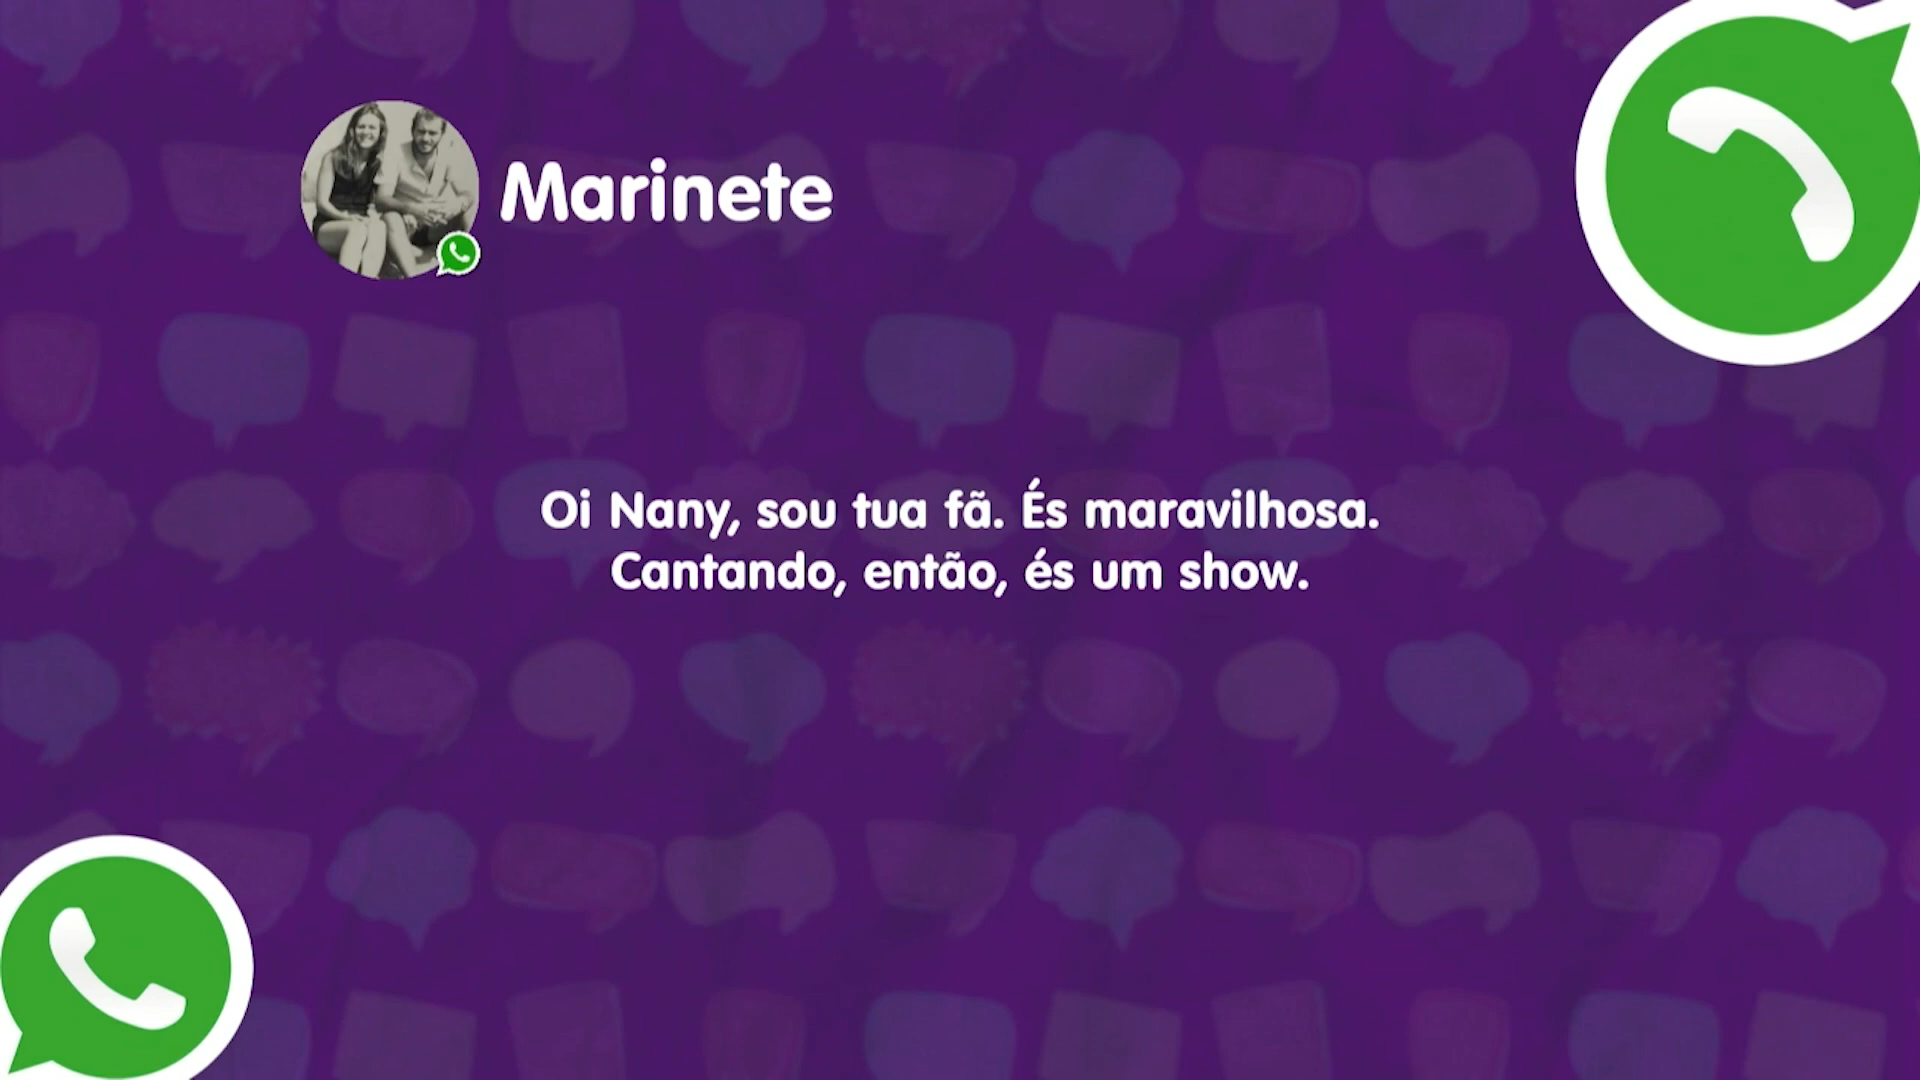 Marinete
Oi Nany, sou tua fã. És maravilhosa.
Cantando, então, és um show.